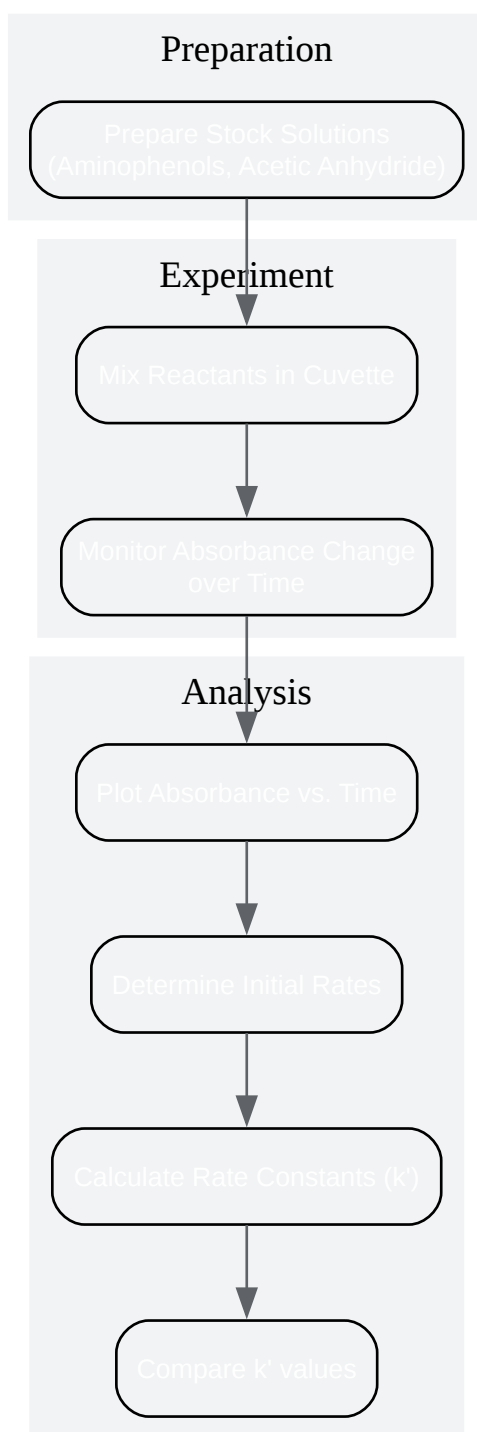 Preparation
Prepare Stock Solutions
(Aminophenols, Acetic Anhydride)
Experiment
Mix Reactants in Cuvette
Monitor Absorbance Change
over Time
Analysis
Plot Absorbance vs. Time
Determine Initial Rates
Calculate Rate Constants (k')
Compare k' values